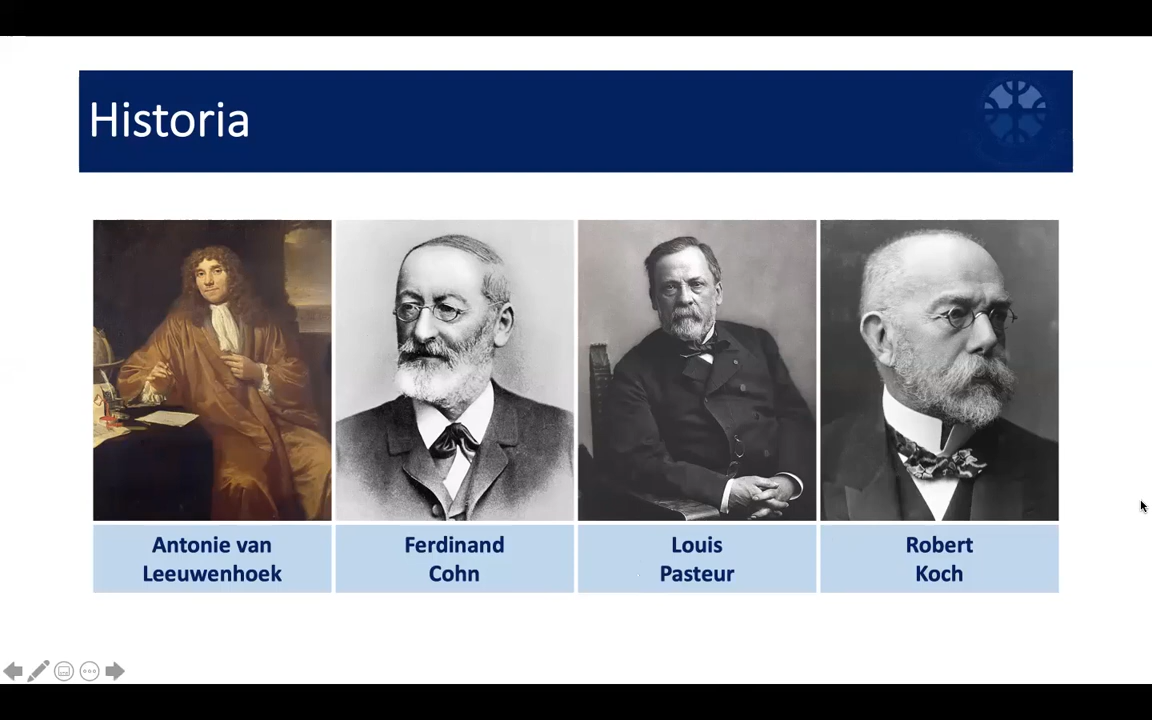 Historia
Antonie van
Leeuwenhoek
Ferdinand
Cohn
Louis
Pasteur
Robert
Koch